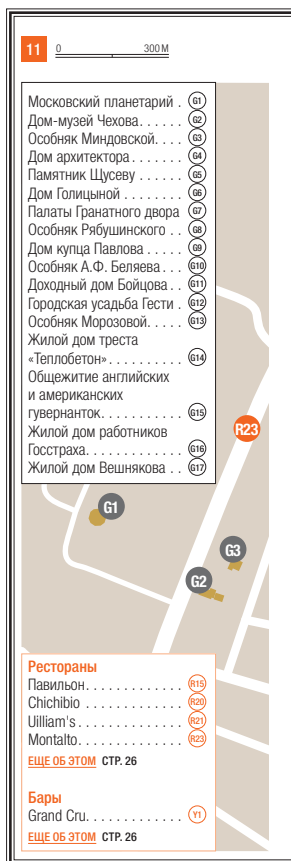 11 0 300 М
Московский планетарий . G1
Дом-музей Чехова. . . . . . G2
Особняк Миндовской. . . . G3
Дом архитектора . . . . . . . G4
Памятник Щусеву . . . . . . G5
Дом Голицыной . . . . . . . . G6
Палаты Гранатного двора G7
Особняк Рябушинского . . G8
Дом купца Павлова . . . . . G9
Особняк А.Ф. Беляева . . . G10
Доходный дом Бойцова . . G11
Городская усадьба Гести . G12
Особняк Морозовой. . . . . G13
Жилой дом треста
«Теплобетон» . . . . . . . . . . G14
Общежитие английских
и американских
гувернанток. . . . . . . . . . . . G15
Жилой дом работников
Госстраха. . . . . . . . . . . . . . G16
Жилой дом Вешнякова . . G17
R23
G1
G3
G2
Рестораны
Павильон. . . . . . . . . . . . . R15
Chichibio . . . . . . . . . . . . . R20
Uilliam's . . . . . . . . . . . . . . R21
Montalto. . . . . . . . . . . . . . R23
ЕЩЕ ОБ ЭТОМ СТР. 26
Бары
Grand Cru. . . . . . . . . . . . . Y1
ЕЩЕ ОБ ЭТОМ СТР. 26